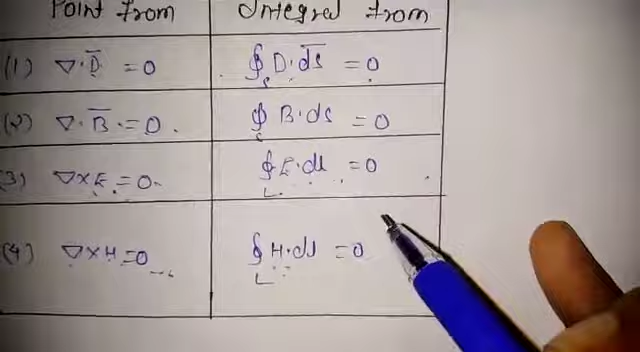 Point From Integral From
(1) ∇·D̄ = 0 ∮s D·d̄s = 0
(2) ∇·B̄ = 0. ∮s B·ds = 0
(3) ∇×E = 0 ∮L E·dl = 0
(4) ∇×H = 0 ∮L H·dl = 0